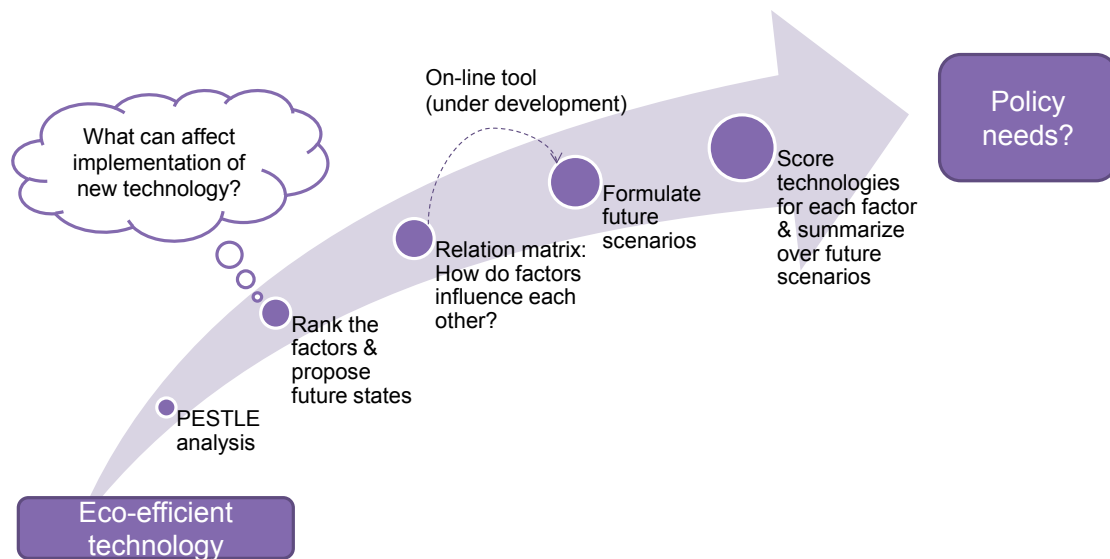 On-line tool
(under development)
Policy
needs?
What can affect
implementation of
new technology?
Score
technologies
for each factor
& summarize
over future
scenarios
Formulate
future
scenarios
Relation matrix:
How do factors
influence each
other?
Rank the
factors &
propose
future states
PESTLE
analysis
Eco-efficient
technology